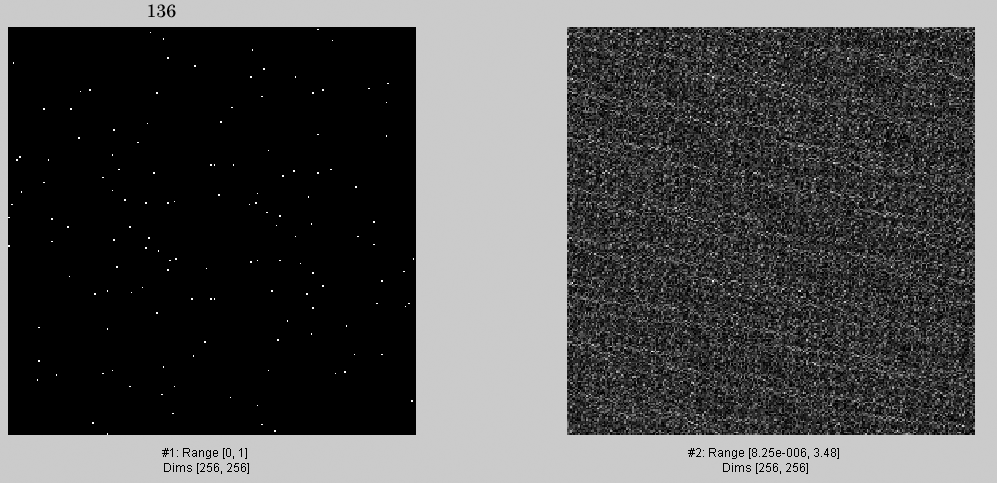 136
#1: Range [0, 1]
Dims [256, 256]
#2: Range [8.25e-006, 3.48]
Dims [256, 256]